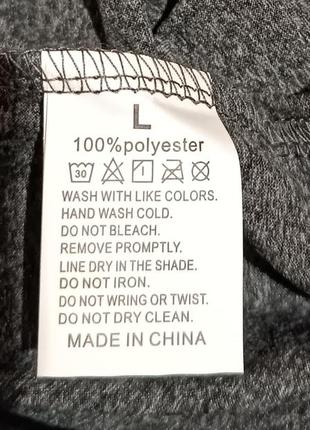 L
100%polyester
30
WASH WITH LIKE COLORS.
HAND WASH COLD.
DO NOT BLEACH.
REMOVE PROMPTLY.
LINE DRY IN THE SHADE.
DO NOT IRON.
DO NOT WRING OR TWIST.
DO NOT DRY CLEAN.
MADE IN CHINA